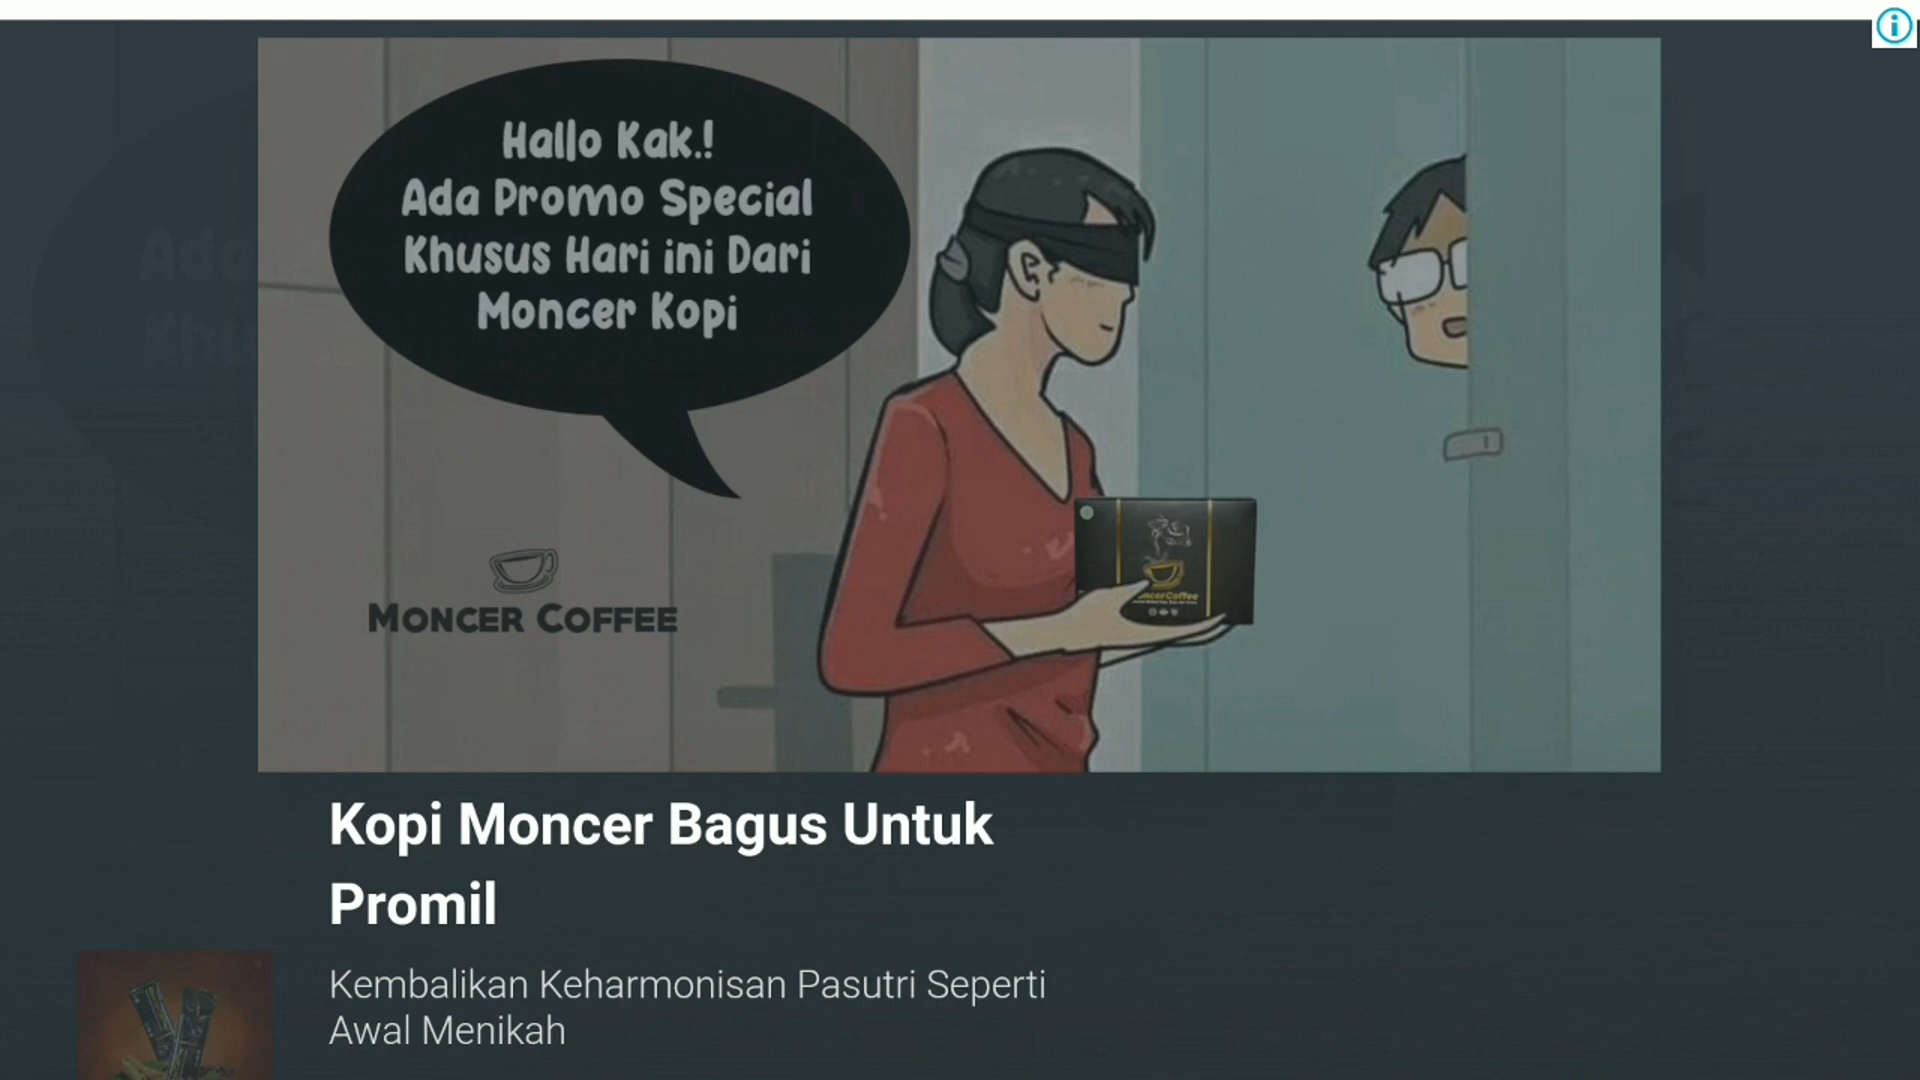 Hallo Kak.!
Ada Promo Special
Khusus Hari ini Dari
Moncer Kopi
MONCER COFFEE
Kopi Moncer Bagus Untuk
Promil
Kembalikan Keharmonisan Pasutri Seperti
Awal Menikah